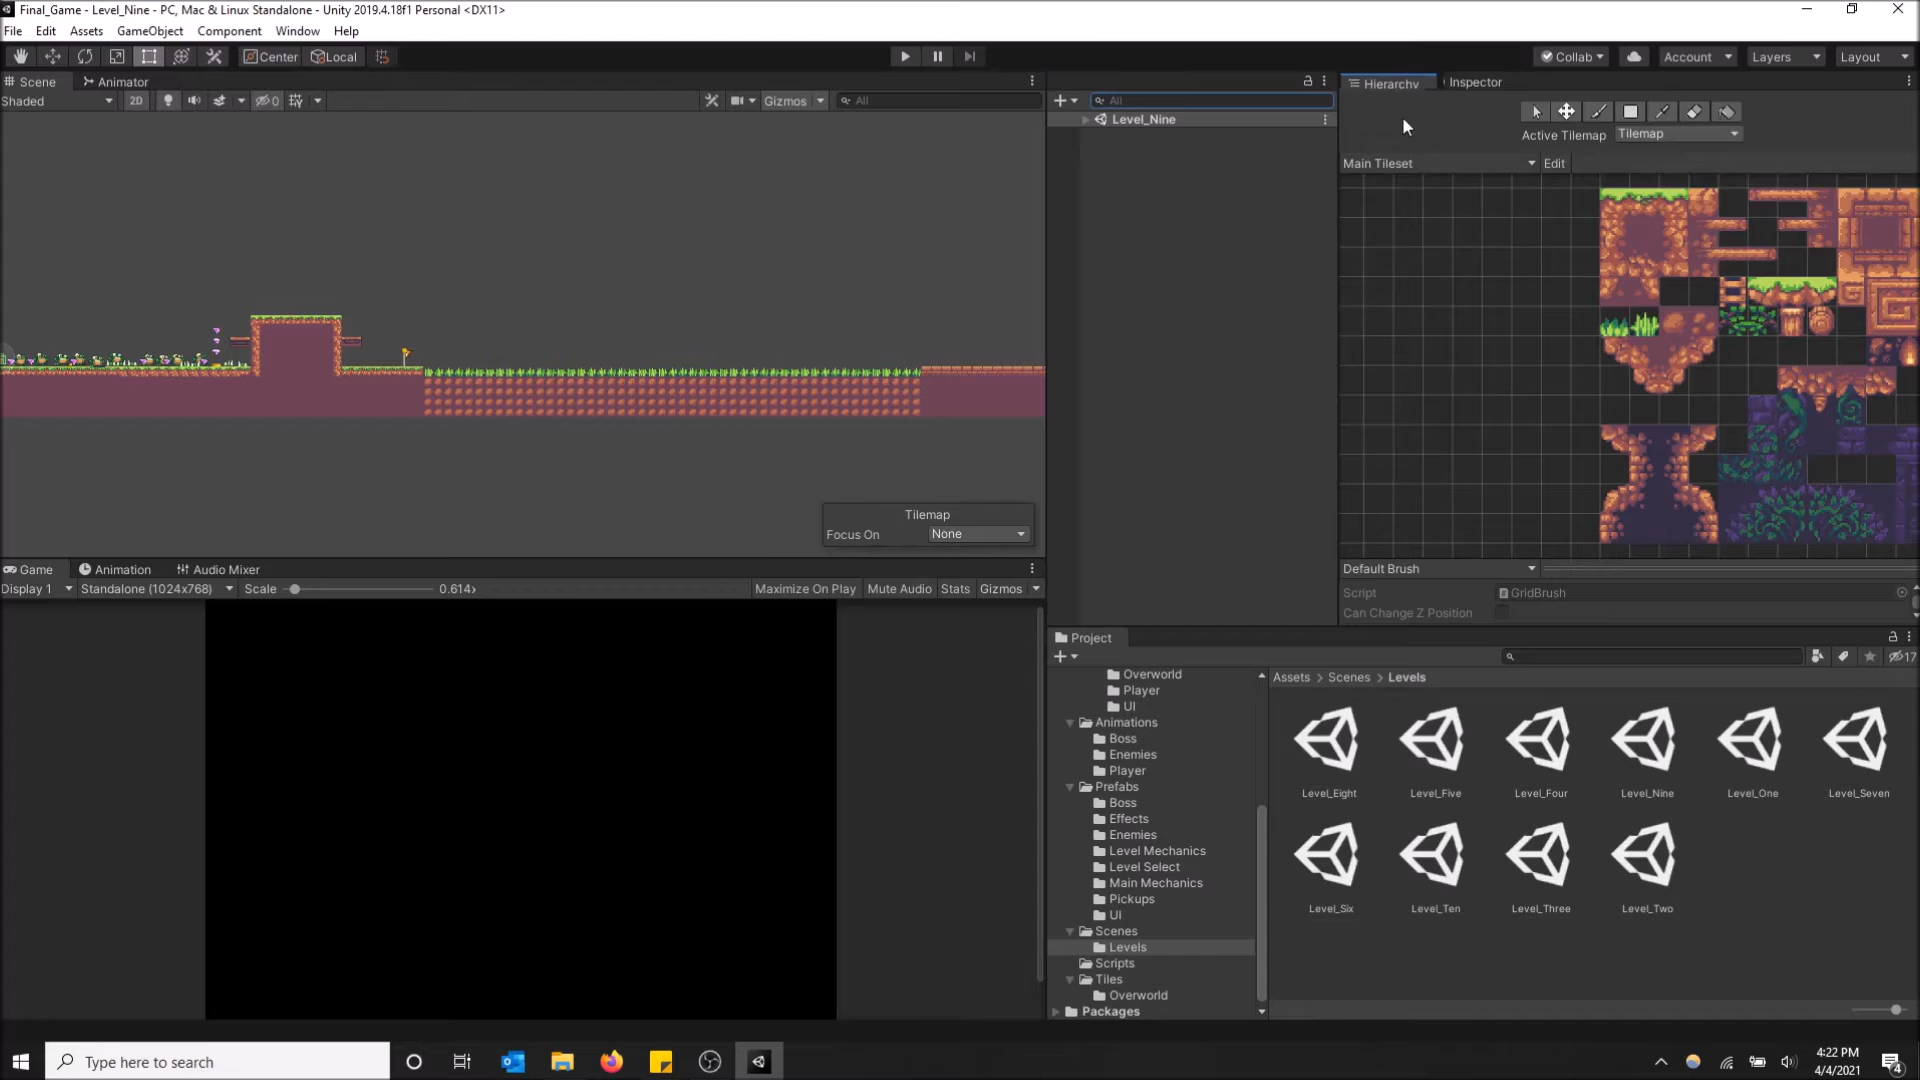 Final_Game - Level_Nine - PC, Mac & Linux Standalone - Unity 2019.4.18f1 Personal <DX11>
File Edit Assets GameObject Component Window Help
Center Local Collab Account Layers Layout
Scene Animator
Shaded 2D 0 Gizmos All
Tilemap
Focus On None
All
Level_Nine
Hierarchy Inspector
Active Tilemap Tilemap
Main Tileset Edit
Default Brush
Script GridBrush
Can Change Z Position
Game Animation Audio Mixer
Display 1 Standalone (1024x768) Scale 0.614x Maximize On Play Mute Audio Stats Gizmos
Project
17
Overworld
Player
UI
Animations
Boss
Enemies
Player
Prefabs
Boss
Effects
Enemies
Level Mechanics
Level Select
Main Mechanics
Pickups
UI
Scenes
Levels
Scripts
Tiles
Overworld
Packages
Assets > Scenes > Levels
Level_Eight Level_Five Level_Four Level_Nine Level_One Level_Seven
Level_Six Level_Ten Level_Three Level_Two
Type here to search
4:22 PM
4/4/2021
4